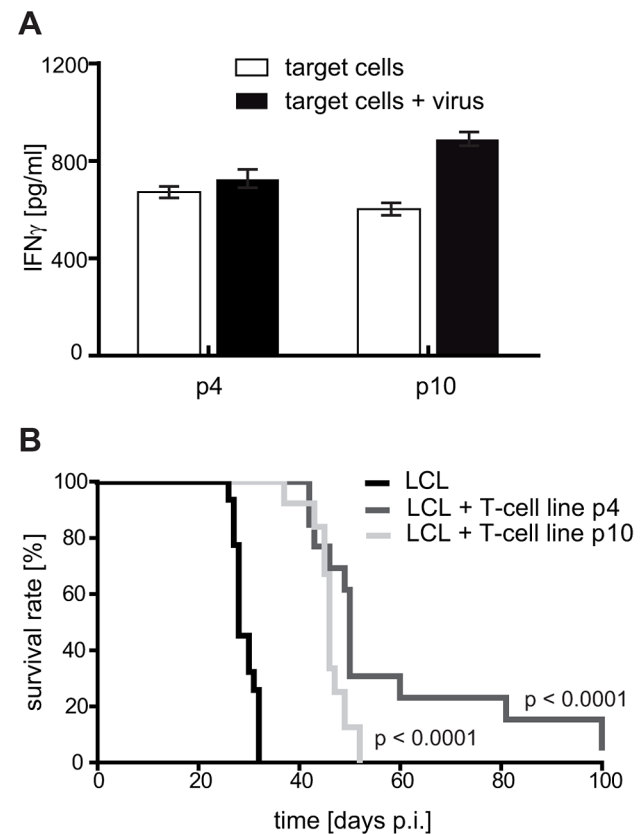 A
1200
800
400
0
IFNγ [pg/ml]
target cells
target cells + virus
p4
p10
B
100
80
60
40
20
0
survival rate [%]
LCL
LCL + T-cell line p4
LCL + T-cell line p10
p < 0.0001
p < 0.0001
0
20
40
60
80
100
time [days p.i.]